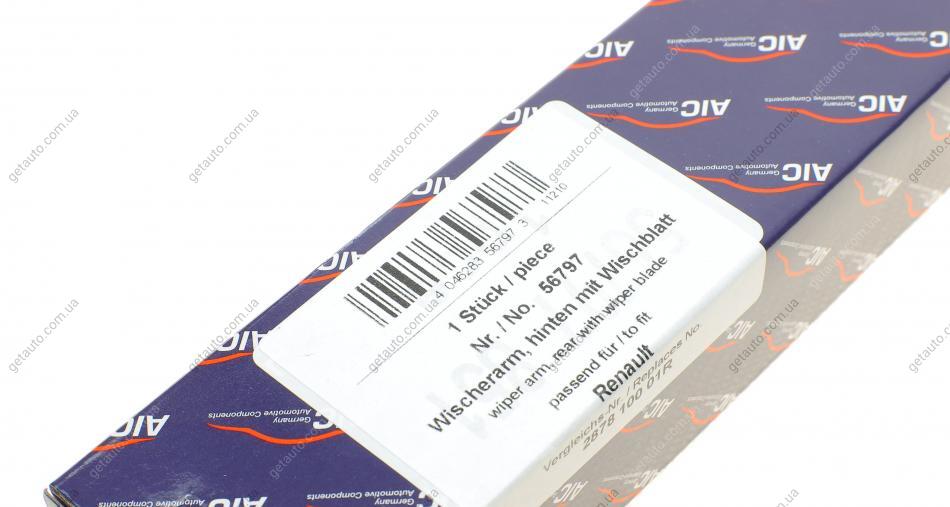 AIC
Germany
Automotive Components
4 046283 56797 3
11210
1 Stück / piece
Nr. / No. 56797
Wischerarm, hinten mit Wischblatt
wiper arm, rear with wiper blade
passend für / to fit
Renault
Vergleichs-Nr. / Replaces No.
2878 100 01R
getauto.com.ua